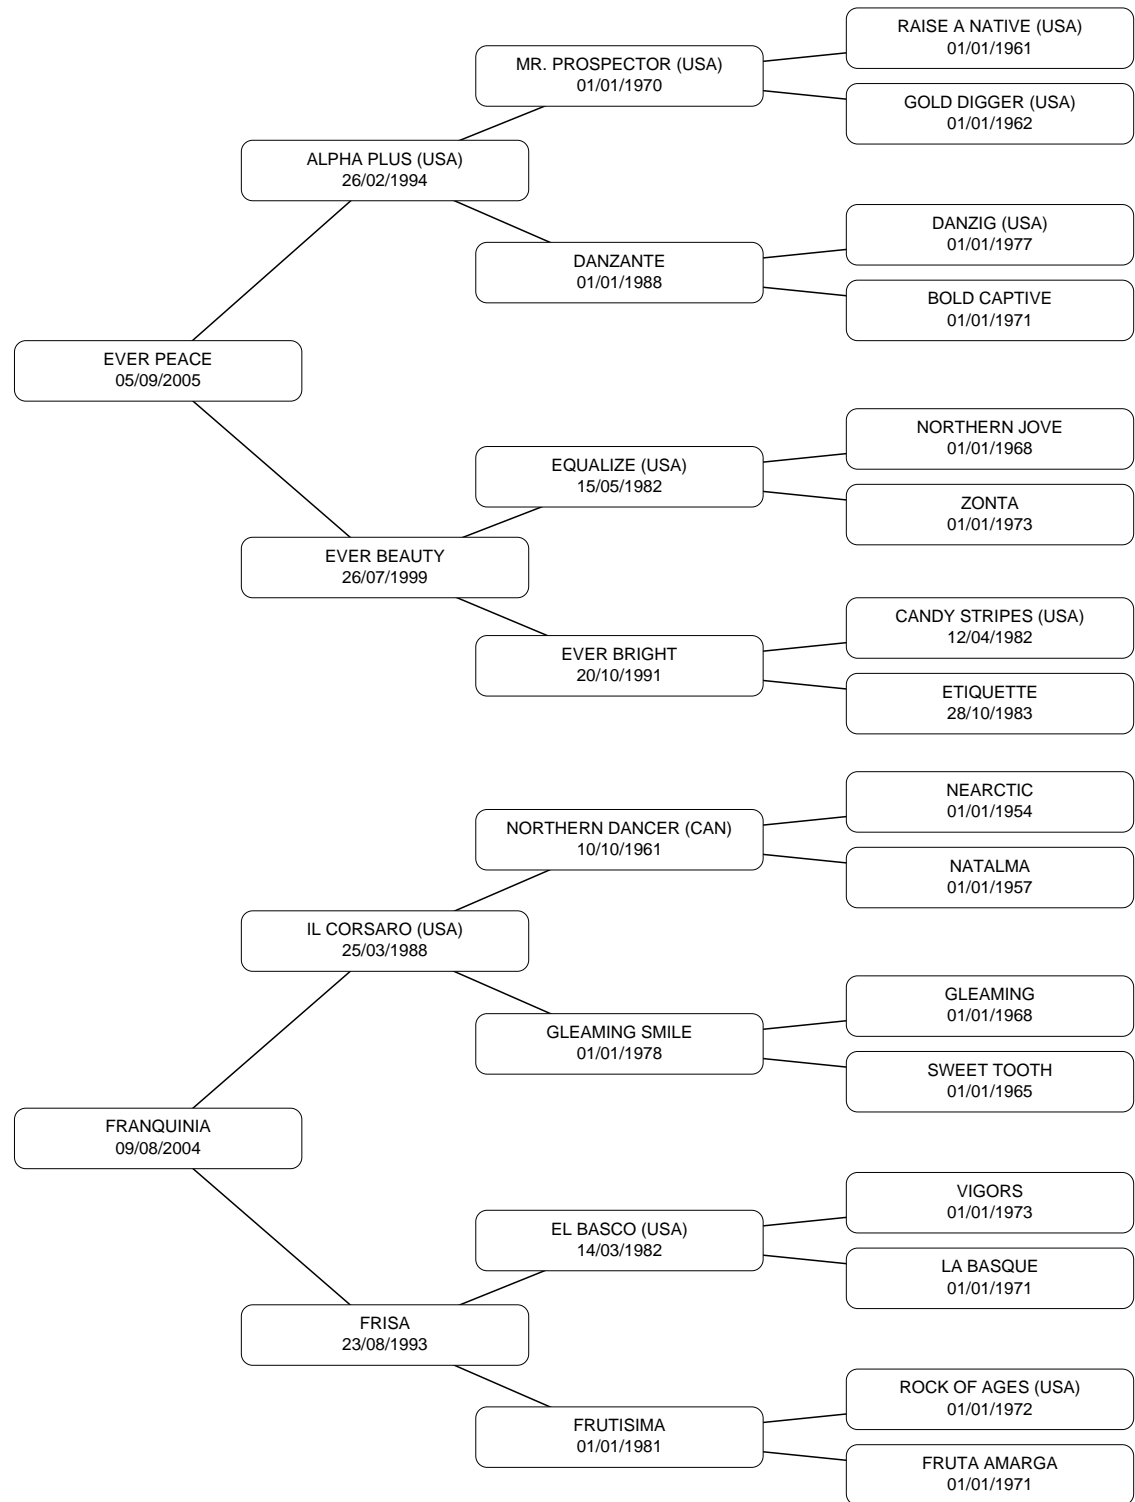 RAISE A NATIVE (USA)
01/01/1961
MR. PROSPECTOR (USA)
01/01/1970
GOLD DIGGER (USA)
01/01/1962
ALPHA PLUS (USA)
26/02/1994
DANZIG (USA)
01/01/1977
DANZANTE
01/01/1988
BOLD CAPTIVE
01/01/1971
EVER PEACE
05/09/2005
NORTHERN JOVE
01/01/1968
EQUALIZE (USA)
15/05/1982
ZONTA
01/01/1973
EVER BEAUTY
26/07/1999
CANDY STRIPES (USA)
12/04/1982
EVER BRIGHT
20/10/1991
ETIQUETTE
28/10/1983
NEARCTIC
01/01/1954
NORTHERN DANCER (CAN)
10/10/1961
NATALMA
01/01/1957
IL CORSARO (USA)
25/03/1988
GLEAMING
01/01/1968
GLEAMING SMILE
01/01/1978
SWEET TOOTH
01/01/1965
FRANQUINIA
09/08/2004
VIGORS
01/01/1973
EL BASCO (USA)
14/03/1982
LA BASQUE
01/01/1971
FRISA
23/08/1993
ROCK OF AGES (USA)
01/01/1972
FRUTISIMA
01/01/1981
FRUTA AMARGA
01/01/1971